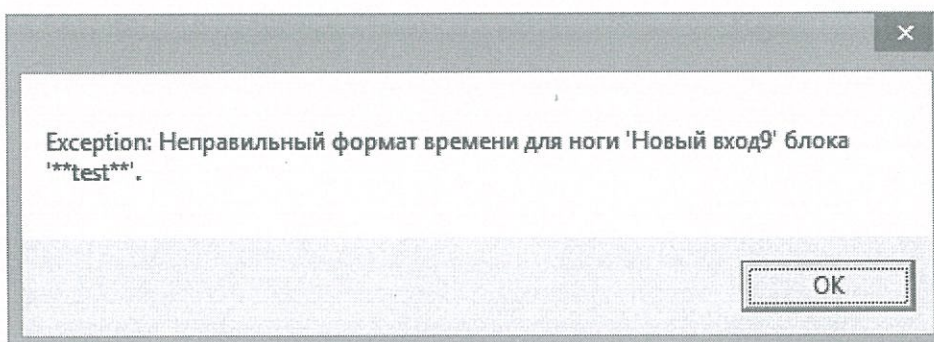 Exception: Неправильный формат времени для ноги 'Новый вход9' блока
'**test**'.
OK